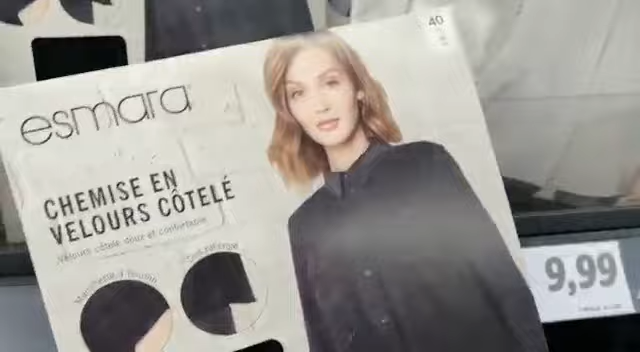 esmara
40
CHEMISE EN
VELOURS CÔTELÉ
Velours côtelé doux et confortable
9,99